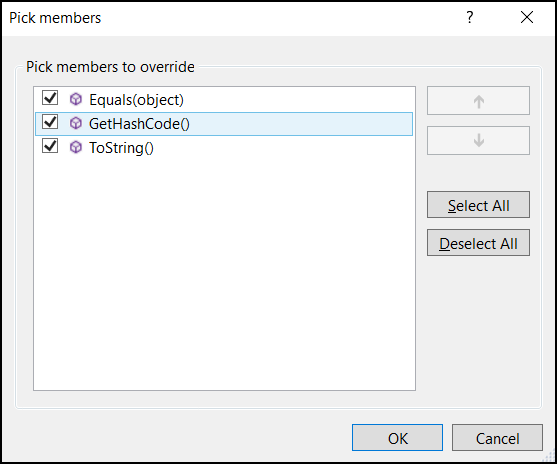 Pick members
?
Pick members to override
Equals(object)
GetHashCode()
ToString()
Select All
Deselect All
OK
Cancel